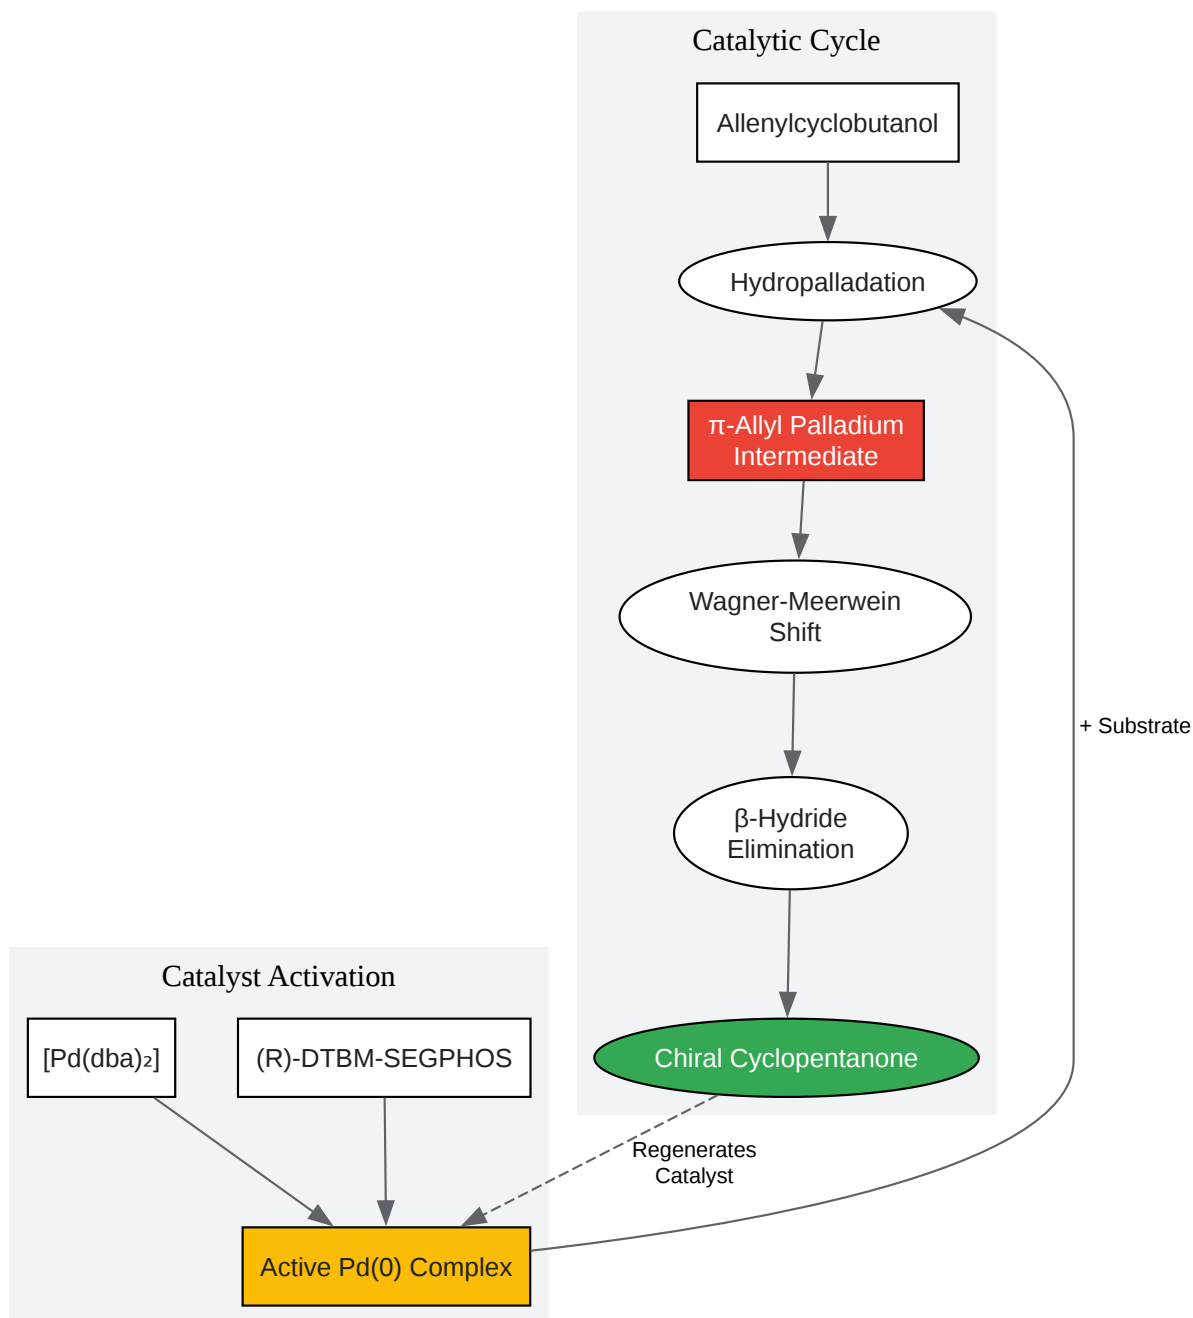 Catalytic Cycle
Allenylcyclobutanol
Hydropalladation
π-Allyl Palladium
Intermediate
Wagner-Meerwein
Shift
+ Substrate
β-Hydride
Elimination
Catalyst Activation
[Pd(dba)₂]
(R)-DTBM-SEGPHOS
Chiral Cyclopentanone
Regenerates
Catalyst
Active Pd(0) Complex